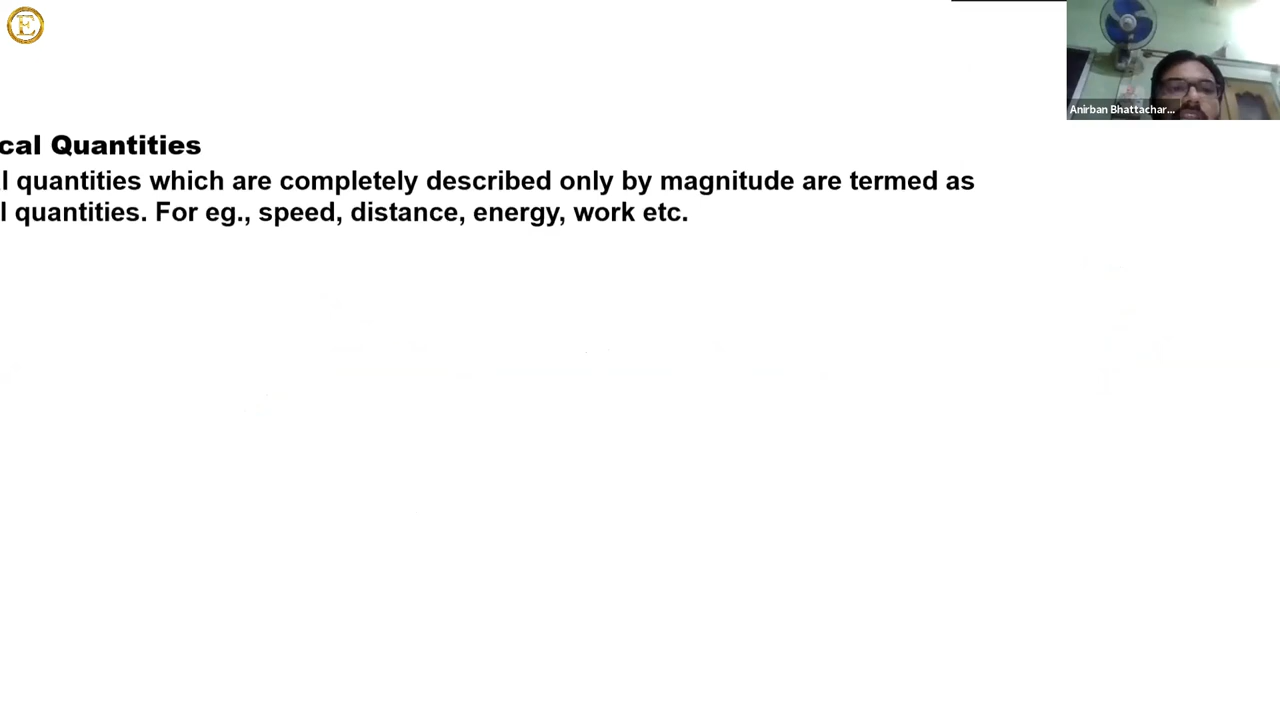 E
Anirban Bhattachar...
cal Quantities
l quantities which are completely described only by magnitude are termed as
l quantities. For eg., speed, distance, energy, work etc.